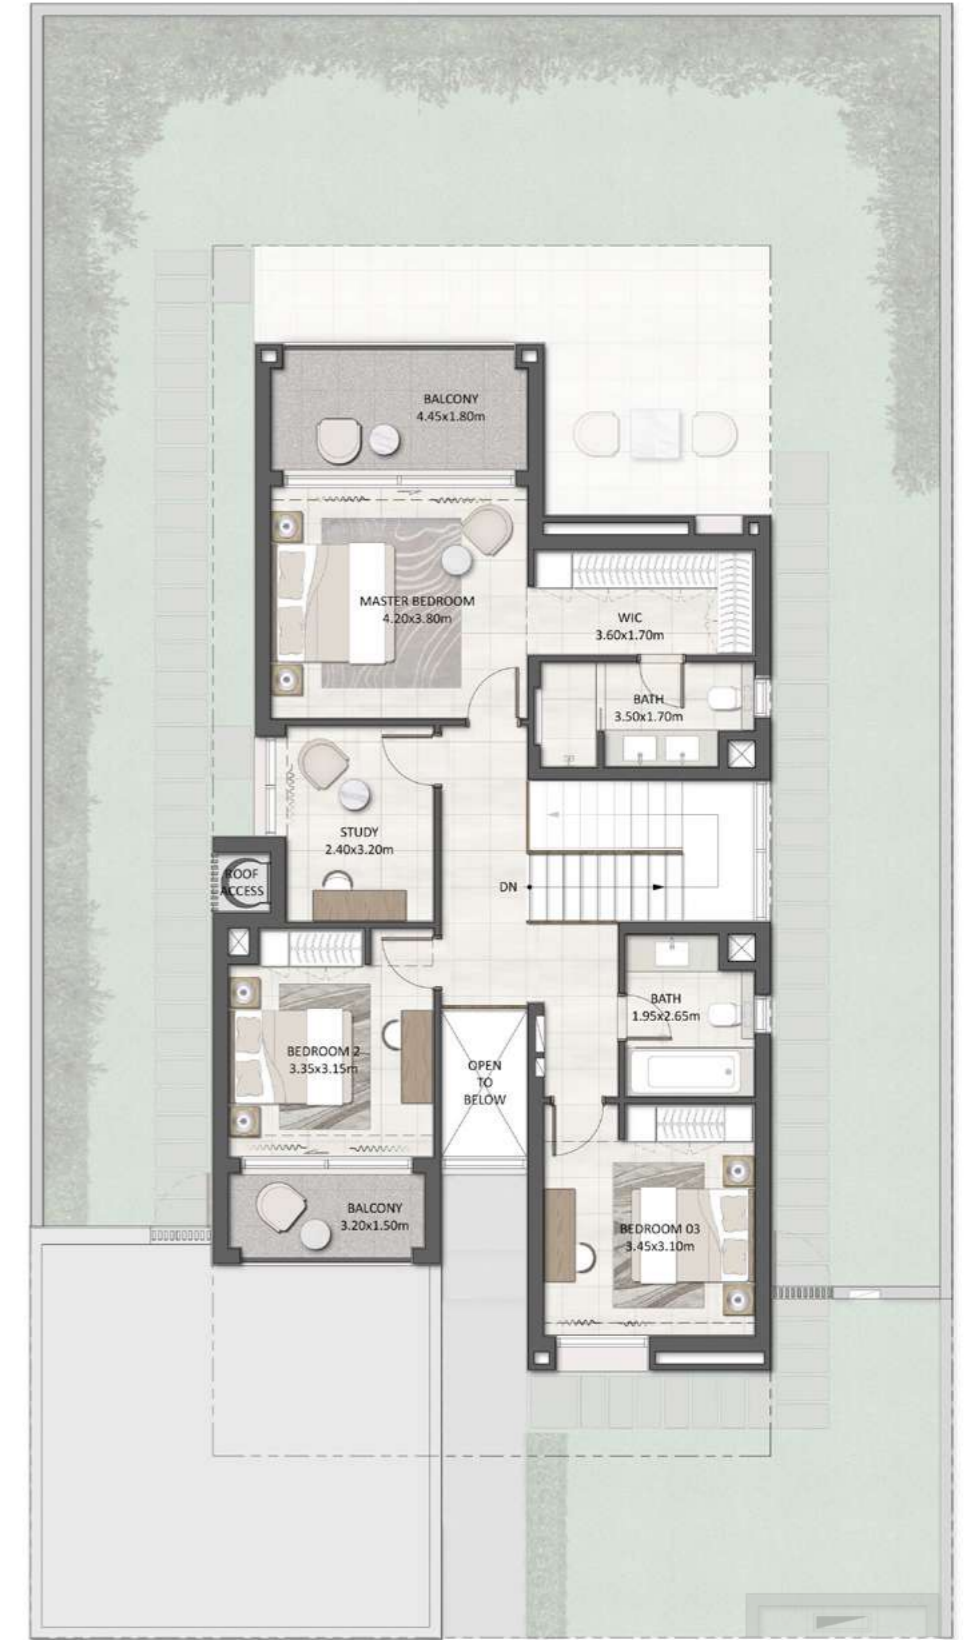 BALCONY
4.45x1.80m
MASTER BEDROOM
4.20x3.80m
WIC
3.60x1.70m
BATH
3.50x1.70m
STUDY
2.40x3.20m
ROOF
ACCESS
DN
BATH
1.95x2.65m
BEDROOM 2
3.35x3.15m
OPEN
TO
BELOW
BALCONY
3.20x1.50m
BEDROOM 03
3.45x3.10m